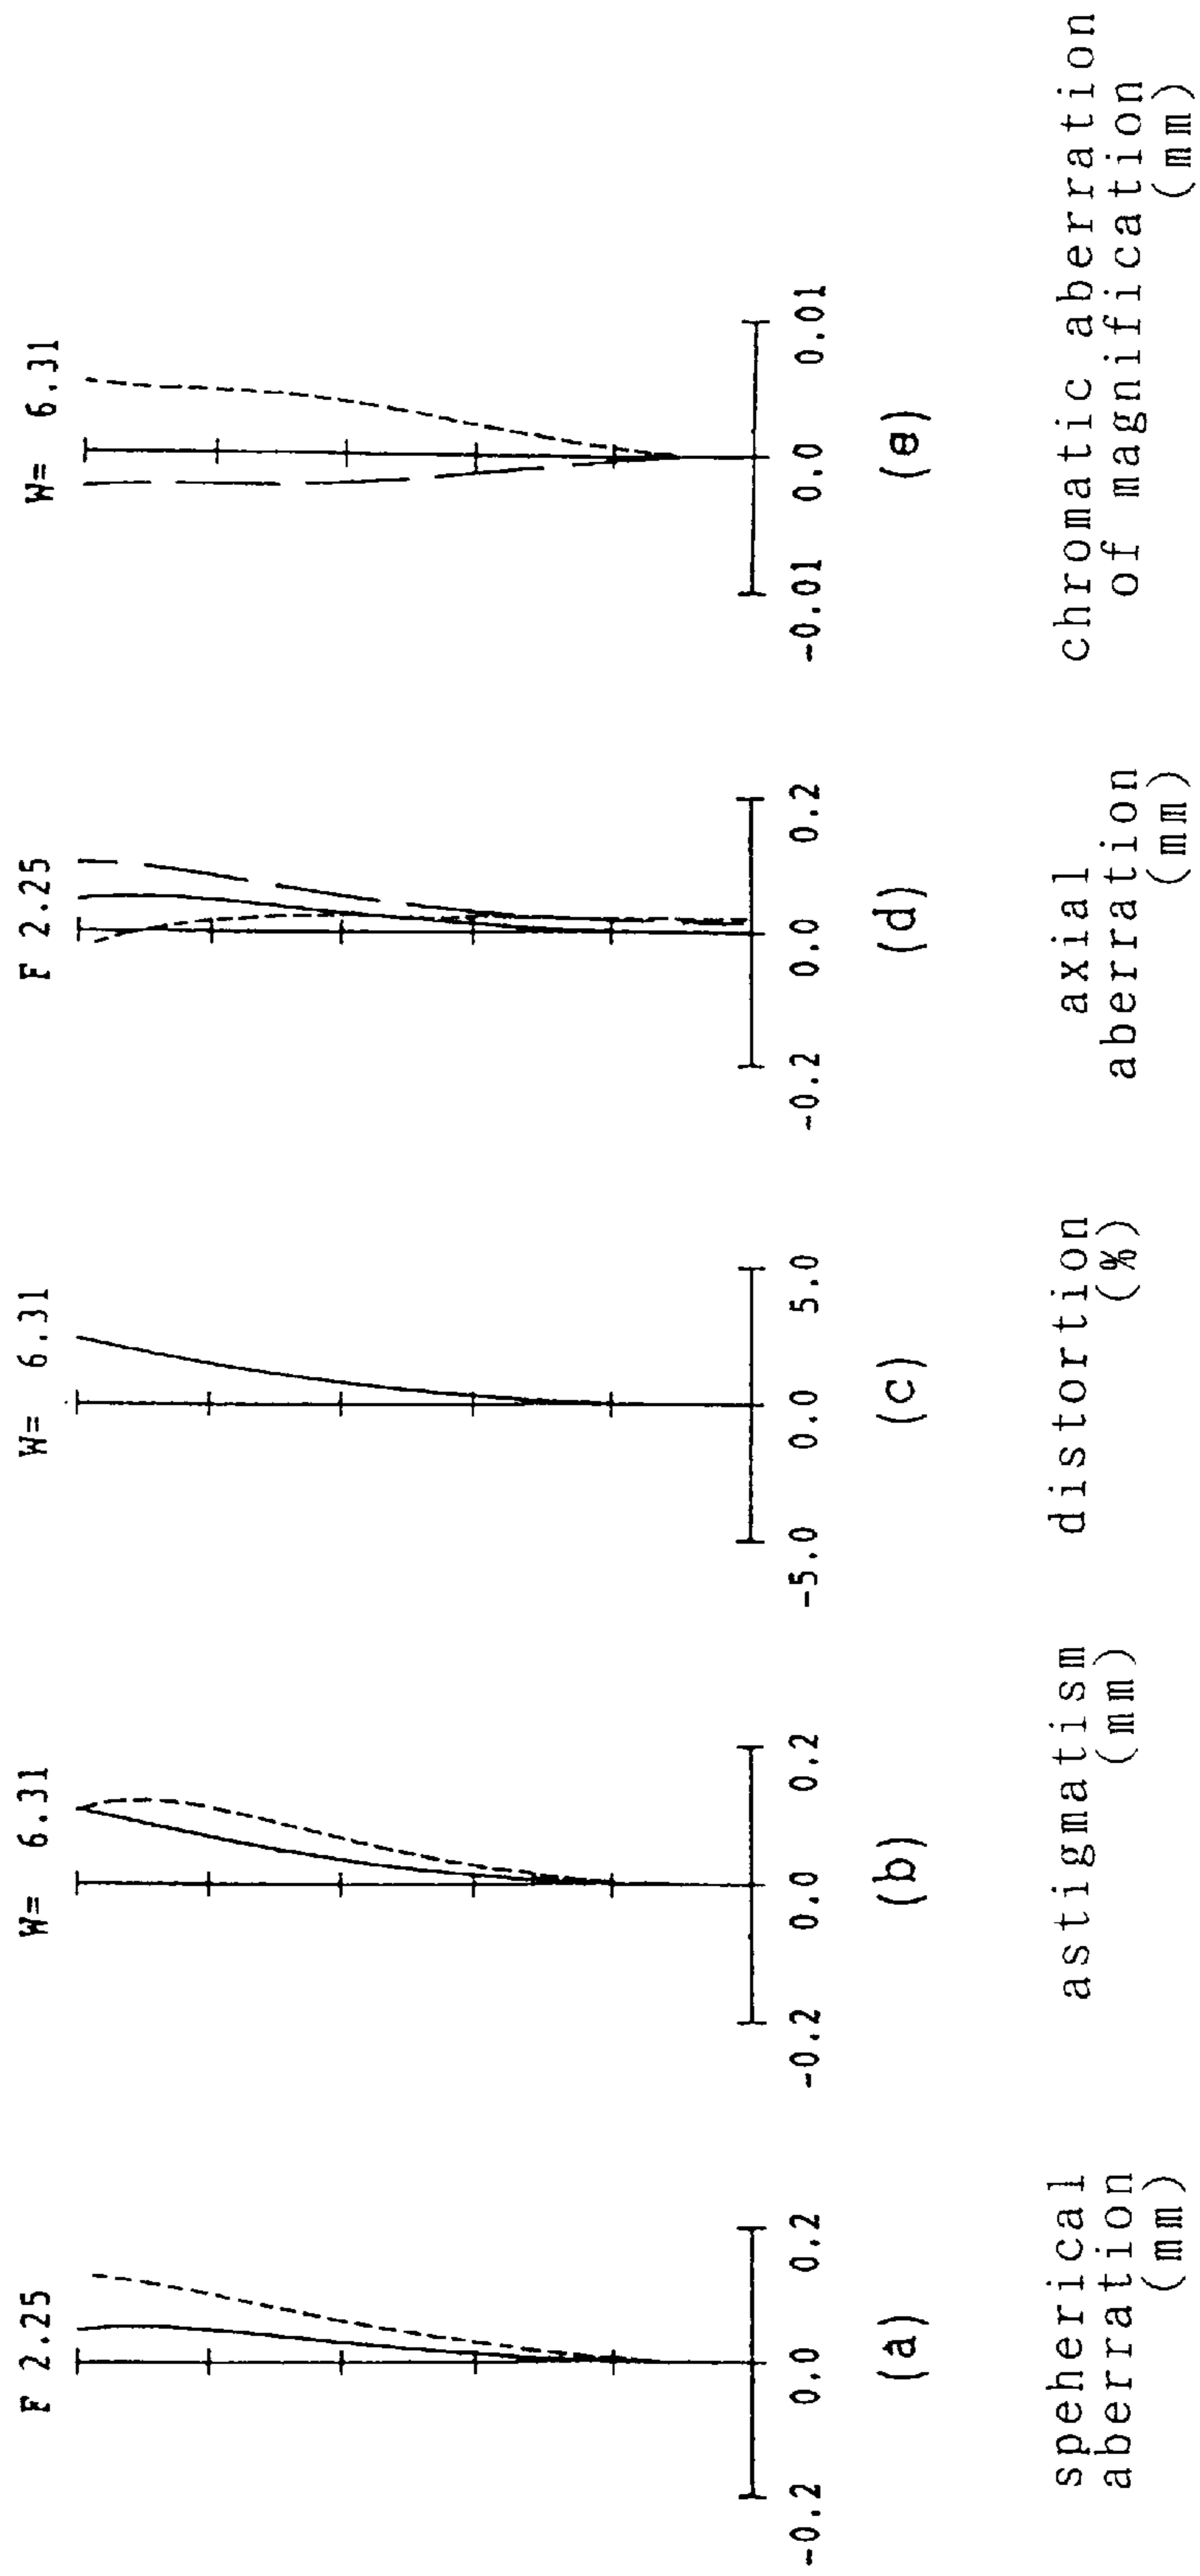 F 2.25
-0.2 0.0 0.2
(a)
speherical
aberration
(mm)
W= 6.31
-0.2 0.0 0.2
(b)
astigmatism
(mm)
W= 6.31
-5.0 0.0 5.0
(c)
distortion
(%)
F 2.25
-0.2 0.0 0.2
(d)
axial
aberration
(mm)
W= 6.31
-0.01 0.0 0.01
(e)
chromatic aberration
of magnification
(mm)